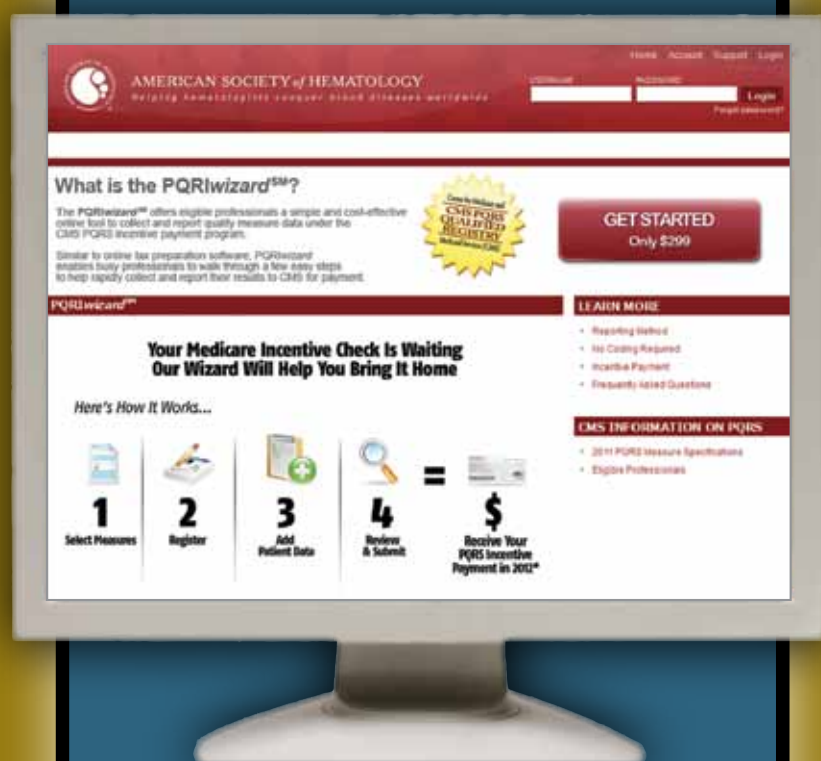 Home Account Support Login
AMERICAN SOCIETY of HEMATOLOGY
Helping hematologists conquer blood diseases worldwide
USERNAME PASSWORD
Login
Forgot password?
What is the PQRIwizard℠?
The PQRIwizard℠ offers eligible professionals a simple and cost-effective
online tool to collect and report quality measure data under the
CMS PQRS incentive payment program.
Similar to online tax preparation software, PQRIwizard
enables busy professionals to walk through a few easy steps
to help rapidly collect and report their results to CMS for payment.
CMS PQRS
QUALIFIED
REGISTRY
GET STARTED
Only $299
PQRIwizard℠
Your Medicare Incentive Check Is Waiting
Our Wizard Will Help You Bring It Home
Here's How It Works...
1
Select Measures
2
Register
3
Add
Patient Data
4
Review
& Submit
=
$
Receive Your
PQRS Incentive
Payment in 2012*
LEARN MORE
Reporting Method
No Coding Required
Incentive Payment
Frequently Asked Questions
CMS INFORMATION ON PQRS
2011 PQRS Measure Specifications
Eligible Professionals